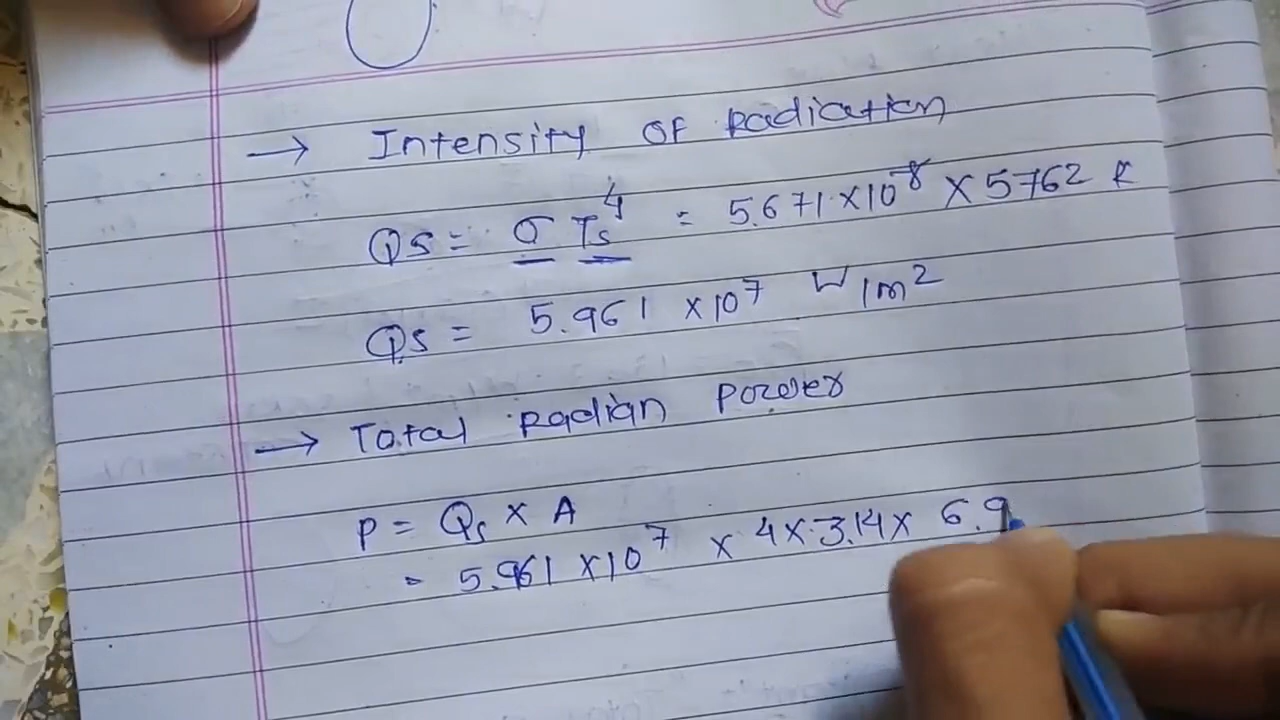 → Intensity of Radiation
Qs = σ Ts⁴ = 5.671 × 10⁻⁸ × 5762 K
Qs = 5.961 × 10⁷ W/m²
→ Total Radian Power
P = Qs × A
= 5.961 × 10⁷ × 4 × 3.14 × 6.9